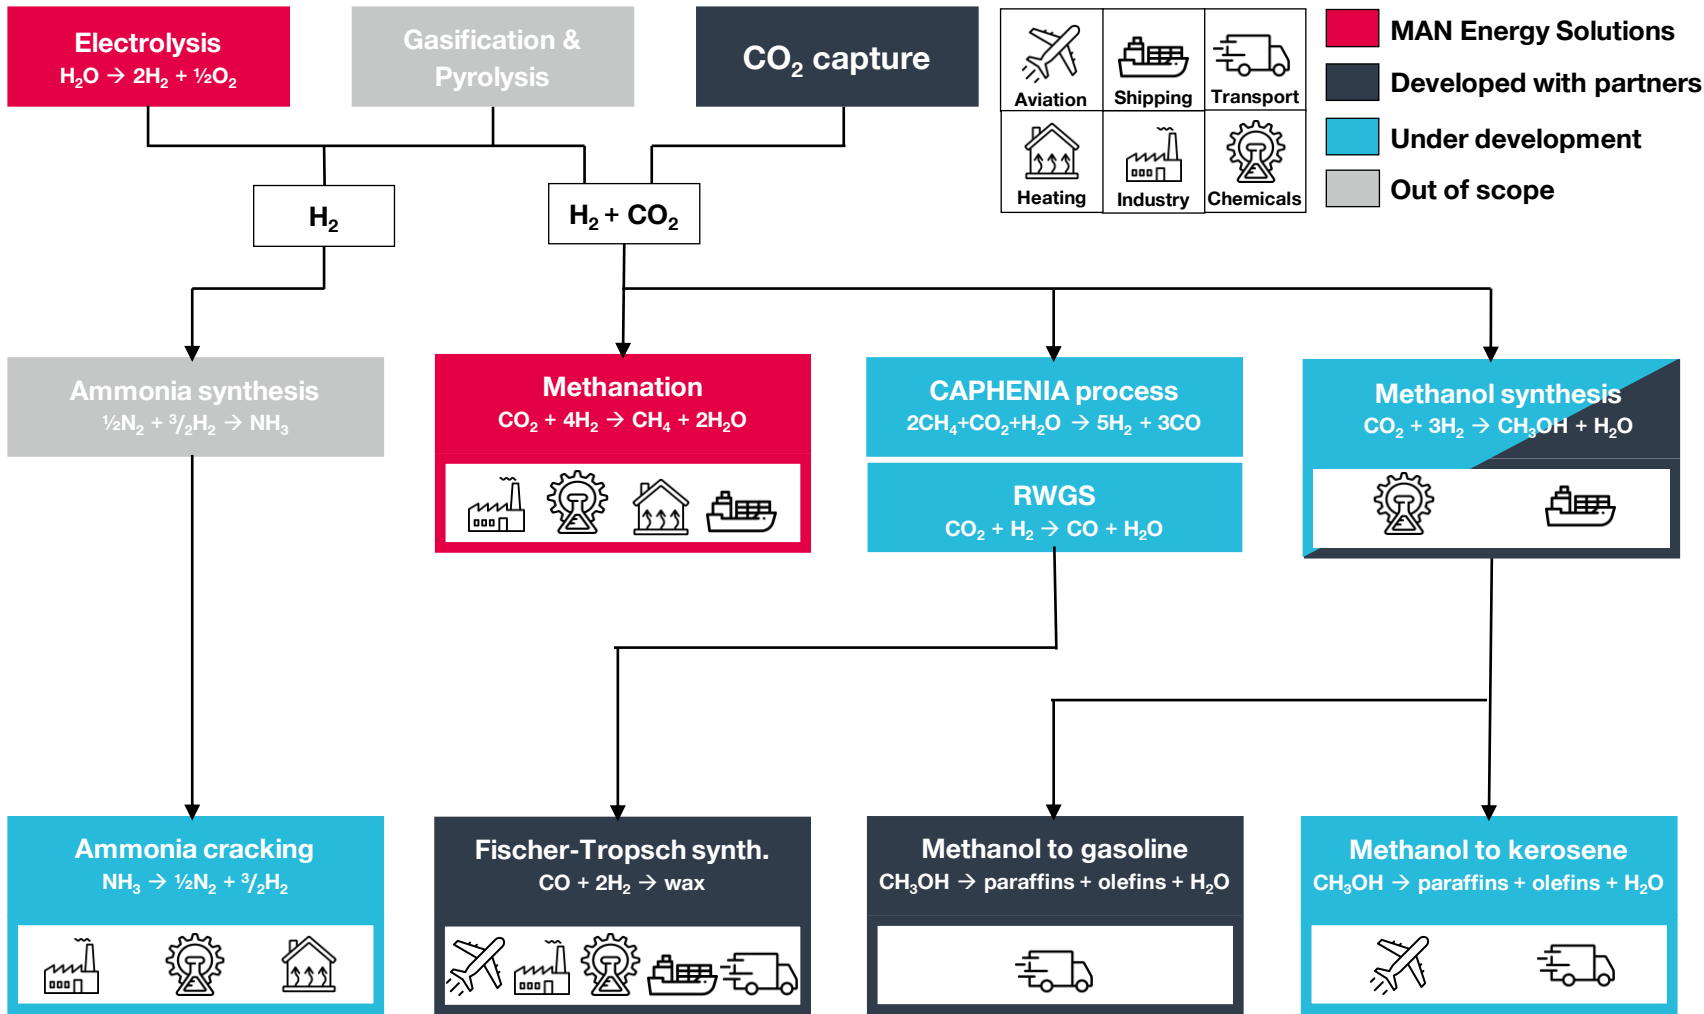 Electrolysis
H₂O → 2H₂ + ½O₂
Gasification &
Pyrolysis
CO₂ capture
Aviation
Shipping
Transport
Heating
Industry
Chemicals
MAN Energy Solutions
Developed with partners
Under development
Out of scope
H₂
H₂ + CO₂
Ammonia synthesis
½N₂ + ³/₂H₂ → NH₃
Methanation
CO₂ + 4H₂ → CH₄ + 2H₂O
CAPHENIA process
2CH₄+CO₂+H₂O → 5H₂ + 3CO
RWGS
CO₂ + H₂ → CO + H₂O
Methanol synthesis
CO₂ + 3H₂ → CH₃OH + H₂O
Ammonia cracking
NH₃ → ½N₂ + ³/₂H₂
Fischer-Tropsch synth.
CO + 2H₂ → wax
Methanol to gasoline
CH₃OH → paraffins + olefins + H₂O
Methanol to kerosene
CH₃OH → paraffins + olefins + H₂O